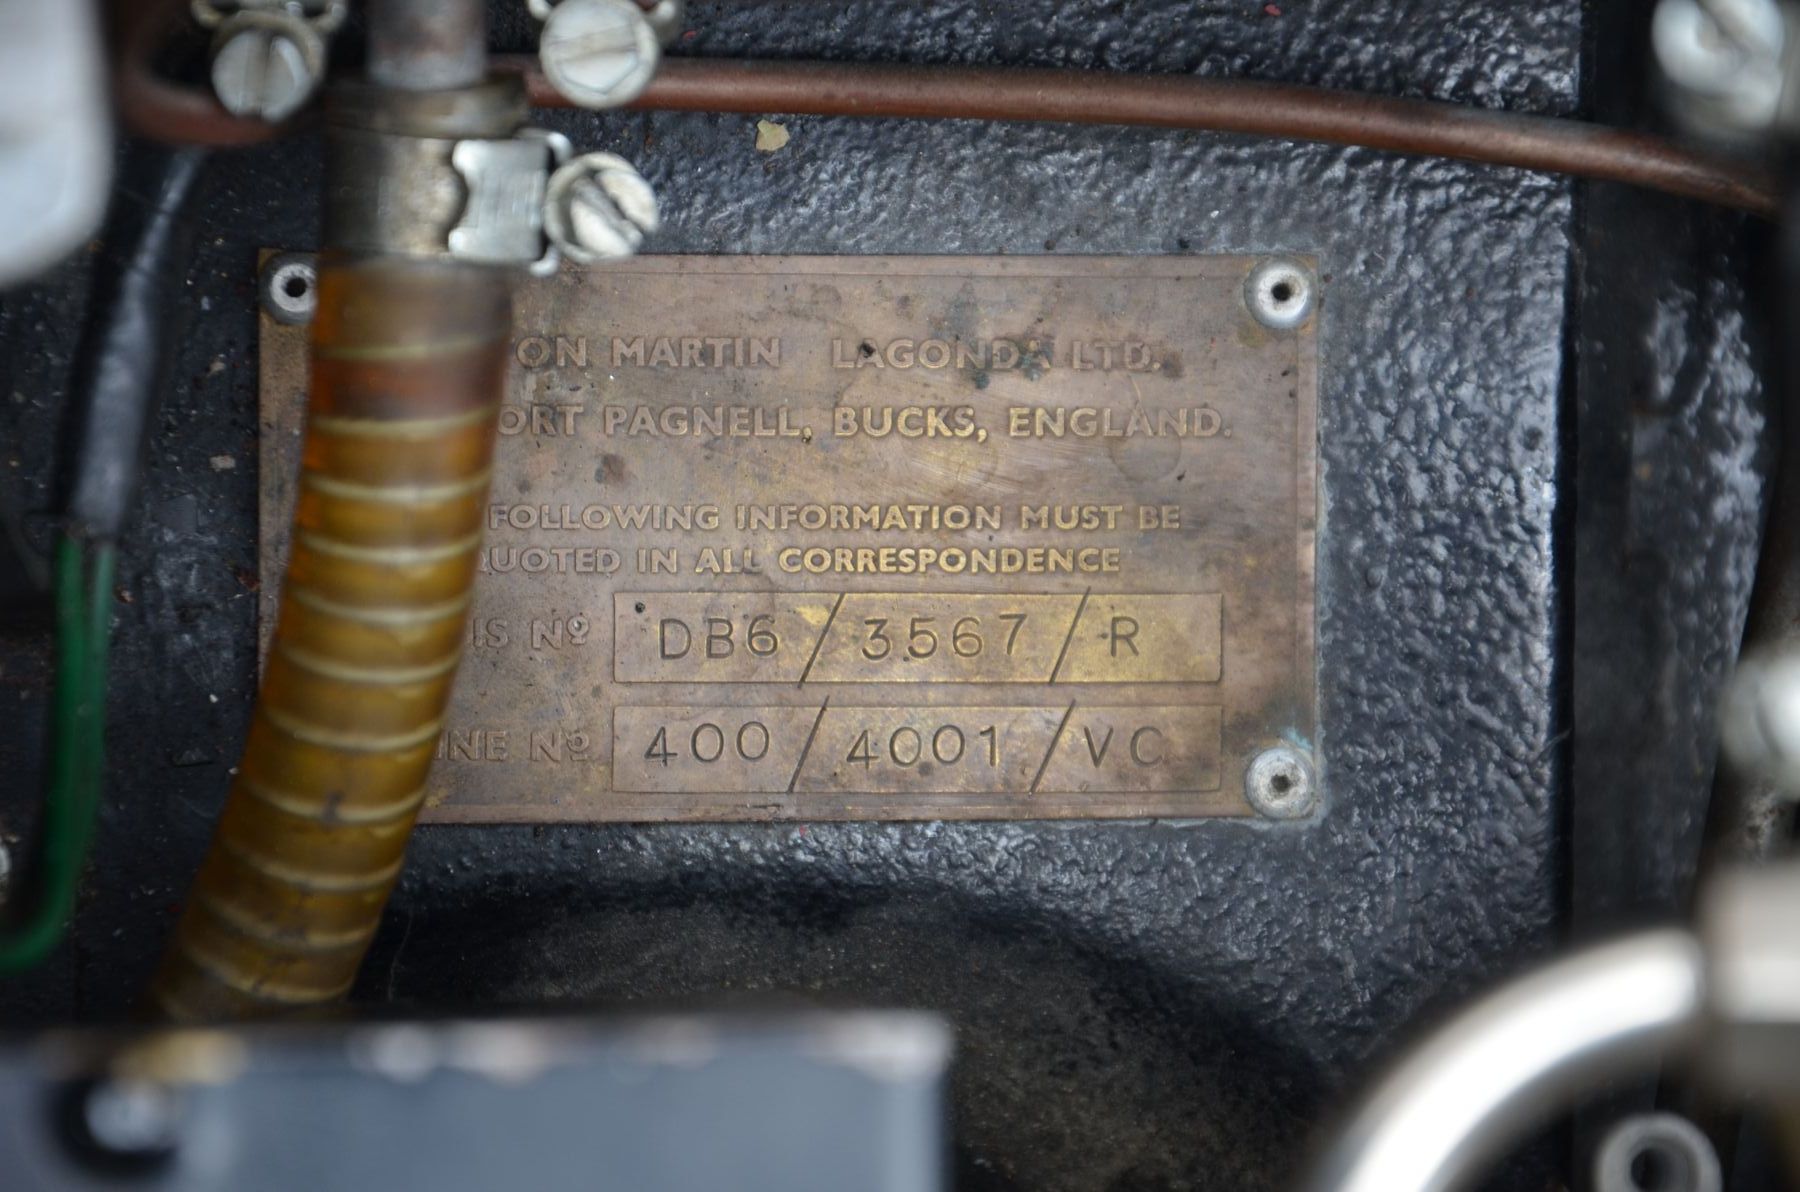 ON MARTIN LAGONDA LTD.
ORT PAGNELL, BUCKS, ENGLAND.
FOLLOWING INFORMATION MUST BE
QUOTED IN ALL CORRESPONDENCE
IS Nº DB6/3567/R
INE Nº 400/4001/VC